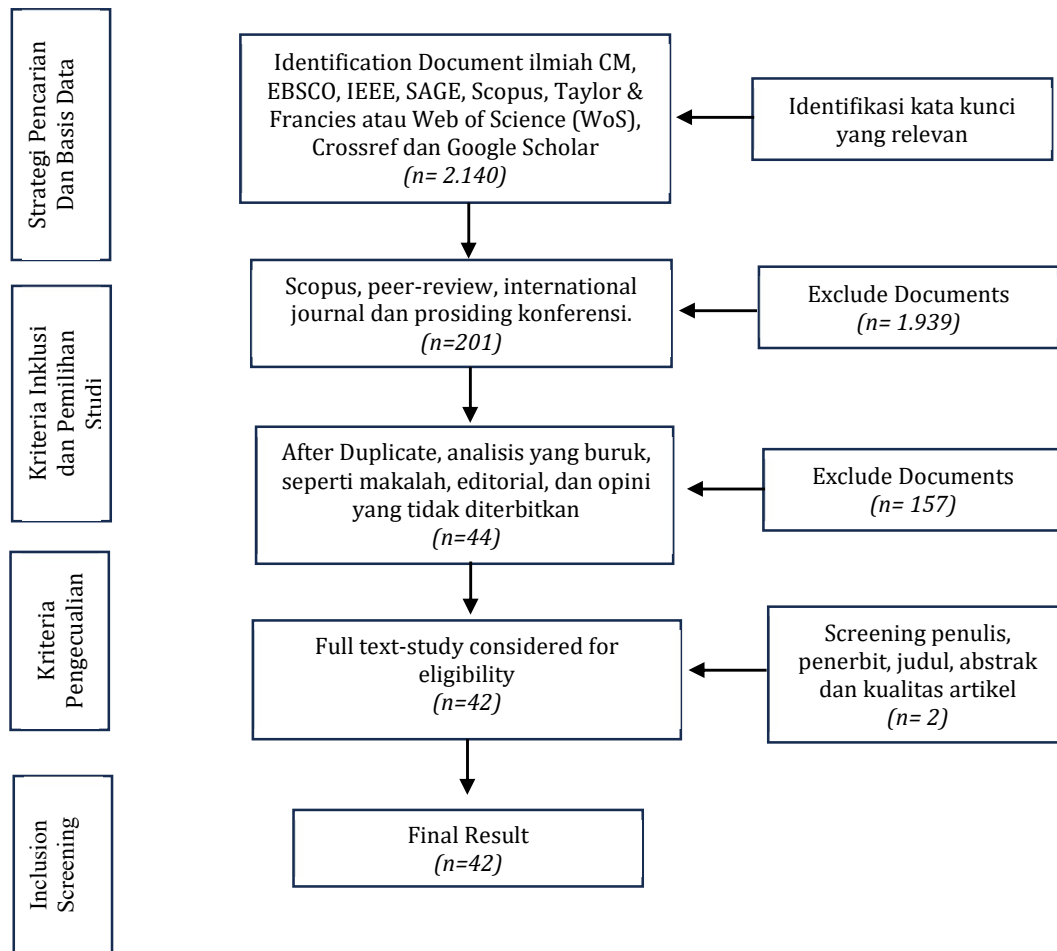 Strategi Pencarian
Dan Basis Data
Identification Document ilmiah CM,
EBSCO, IEEE, SAGE, Scopus, Taylor &
Francies atau Web of Science (WoS),
Crossref dan Google Scholar
(n= 2.140)
Identifikasi kata kunci
yang relevan
Kriteria Inklusi
dan Pemilihan
Studi
Scopus, peer-review, international
journal dan prosiding konferensi.
(n=201)
Exclude Documents
(n= 1.939)
After Duplicate, analisis yang buruk,
seperti makalah, editorial, dan opini
yang tidak diterbitkan
(n=44)
Exclude Documents
(n= 157)
Kriteria
Pengecualian
Full text-study considered for
eligibility
(n=42)
Screening penulis,
penerbit, judul, abstrak
dan kualitas artikel
(n= 2)
Inclusion
Screening
Final Result
(n=42)